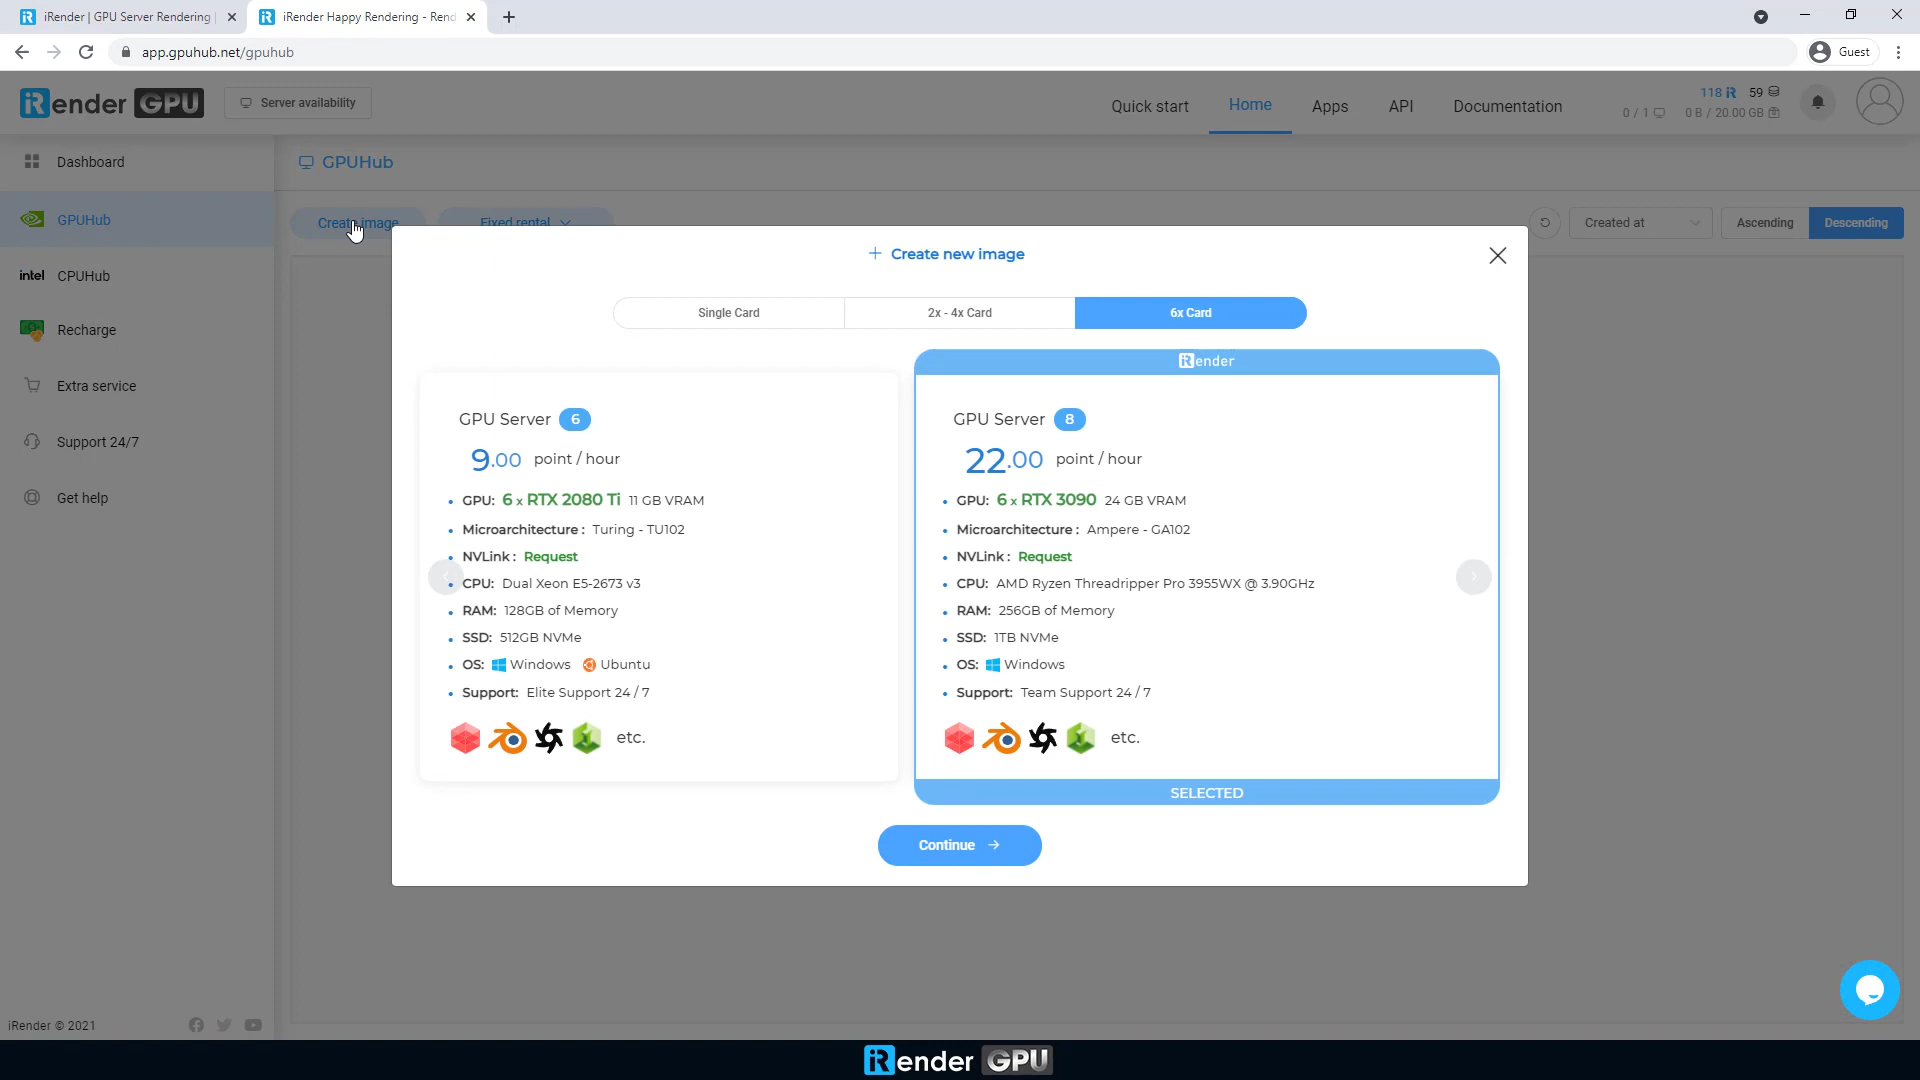 iRender | GPU Server Rendering |
iRender Happy Rendering - Rend
app.gpuhub.net/gpuhub
Guest
iRender GPU
Server availability
Quick start
Home
Apps
API
Documentation
118 iR 59
0 / 1 0 B / 20.00 GB
Dashboard
GPUHub
CPUHub
intel
Recharge
Extra service
Support 24/7
Get help
iRender © 2021
GPUHub
Create image
Fixed rental
Created at
Ascending
Descending
+ Create new image
Single Card
2x - 4x Card
6x Card
GPU Server 6
9.00 point / hour
GPU: 6 x RTX 2080 Ti 11 GB VRAM
Microarchitecture : Turing - TU102
NVLink : Request
CPU: Dual Xeon E5-2673 v3
RAM: 128GB of Memory
SSD: 512GB NVMe
OS: Windows Ubuntu
Support: Elite Support 24 / 7
etc.
iRender
GPU Server 8
22.00 point / hour
GPU: 6 x RTX 3090 24 GB VRAM
Microarchitecture : Ampere - GA102
NVLink : Request
CPU: AMD Ryzen Threadripper Pro 3955WX @ 3.90GHz
RAM: 256GB of Memory
SSD: 1TB NVMe
OS: Windows
Support: Team Support 24 / 7
etc.
SELECTED
Continue →
iRender GPU